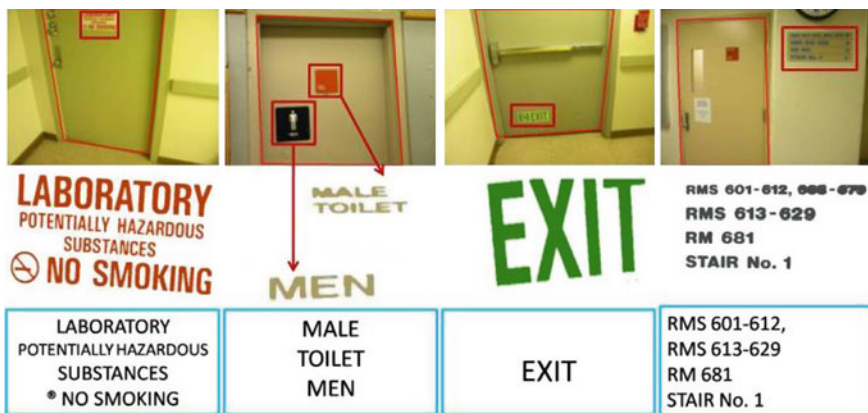 LABORATORY
POTENTIALLY HAZARDOUS
SUBSTANCES
NO SMOKING
MALE
TOILET
MEN
EXIT
RMS 601-612,
RMS 613-629
RM 681
STAIR No. 1
LABORATORY
POTENTIALLY HAZARDOUS
SUBSTANCES
® NO SMOKING
MALE
TOILET
MEN
EXIT
RMS 601-612,
RMS 613-629
RM 681
STAIR No. 1